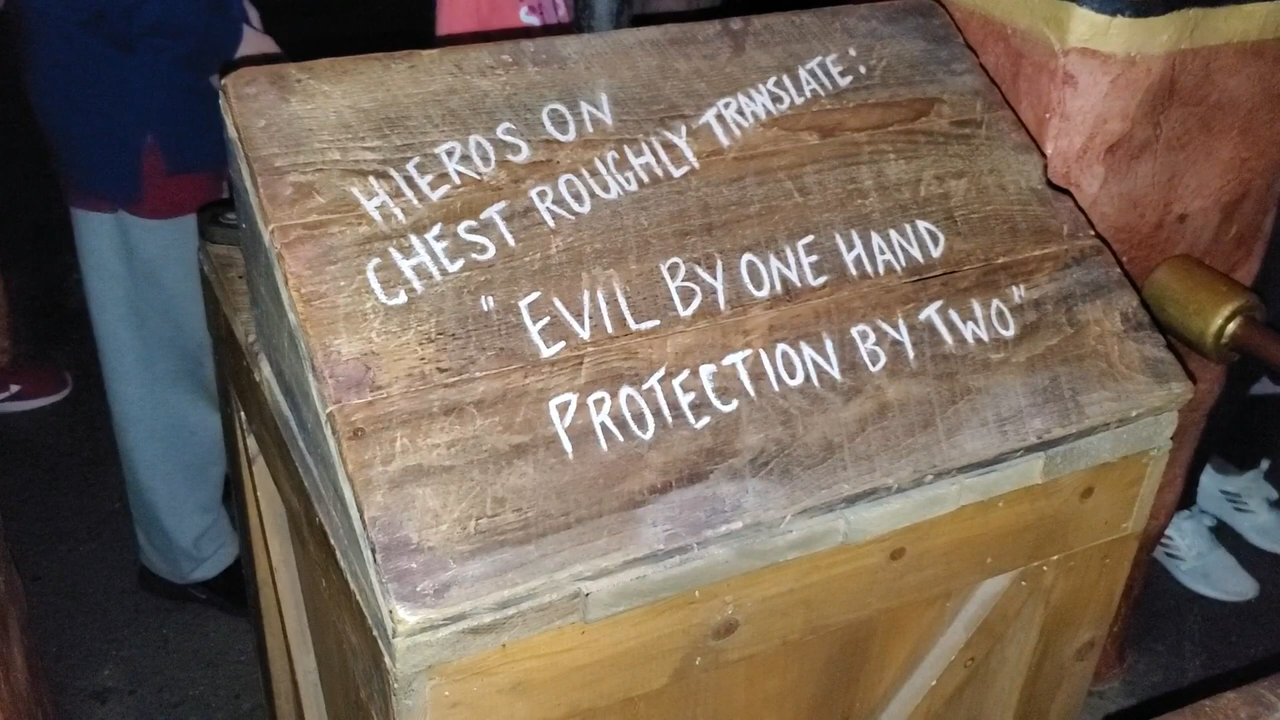 HIEROS ON
CHEST ROUGHLY TRANSLATE:
"EVIL BY ONE HAND
PROTECTION BY TWO"